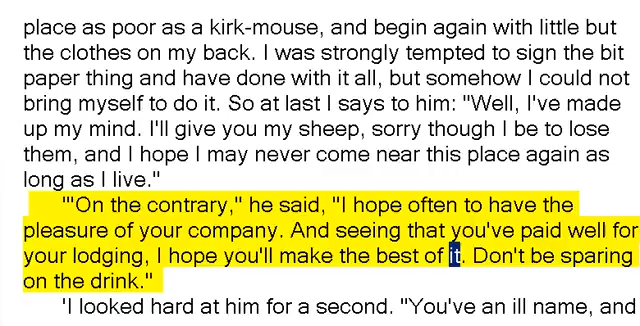 place as poor as a kirk-mouse, and begin again with little but
the clothes on my back. I was strongly tempted to sign the bit
paper thing and have done with it all, but somehow I could not
bring myself to do it. So at last I says to him: "Well, I've made
up my mind. I'll give you my sheep, sorry though I be to lose
them, and I hope I may never come near this place again as
long as I live."
'"On the contrary," he said, "I hope often to have the
pleasure of your company. And seeing that you've paid well for
your lodging, I hope you'll make the best of it. Don't be sparing
on the drink."
'I looked hard at him for a second. "You've an ill name, and